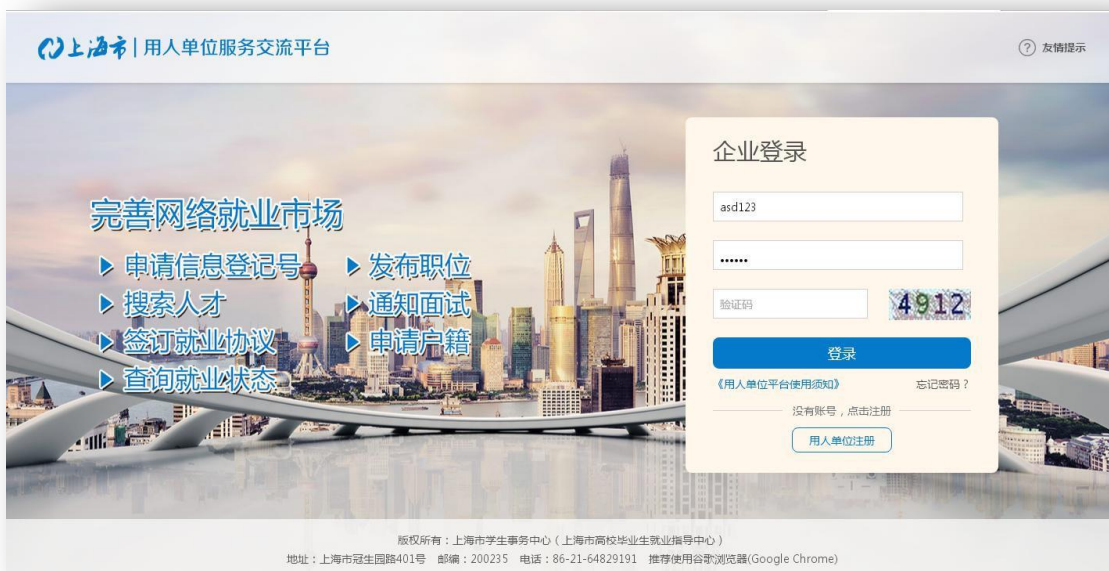 上海市 | 用人单位服务交流平台
? 友情提示
完善网络就业市场
申请信息登记号
发布职位
搜索人才
通知面试
签订就业协议
申请户籍
查询就业状态
企业登录
asd123
••••••
验证码
4912
登录
《用人单位平台使用须知》 忘记密码？
没有账号，点击注册
用人单位注册
版权所有：上海市学生事务中心（上海市高校毕业生就业指导中心）
地址：上海市冠生园路401号 邮编：200235 电话：86-21-64829191 推荐使用谷歌浏览器(Google Chrome)